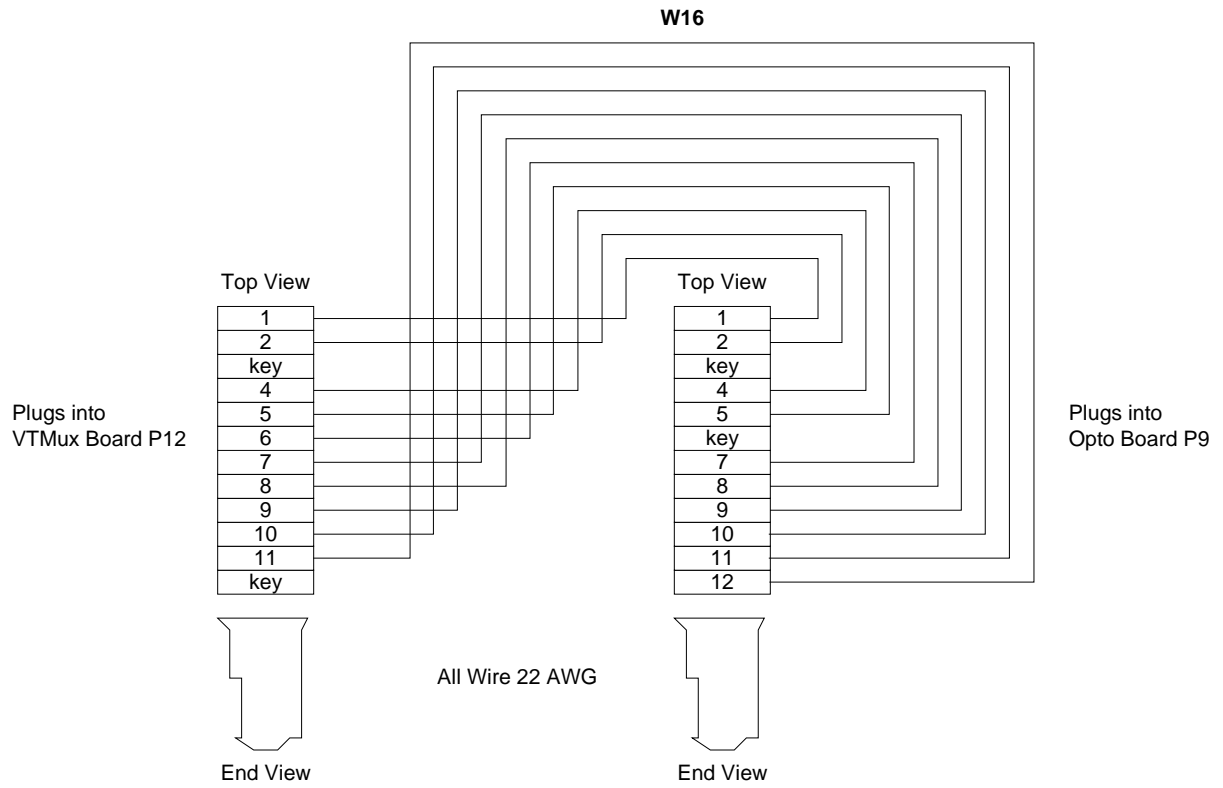 W16
Top View
1
2
key
4
5
6
7
8
9
10
11
key
Plugs into
VTMux Board P12
End View
All Wire 22 AWG
Top View
1
2
key
4
5
key
7
8
9
10
11
12
Plugs into
Opto Board P9
End View